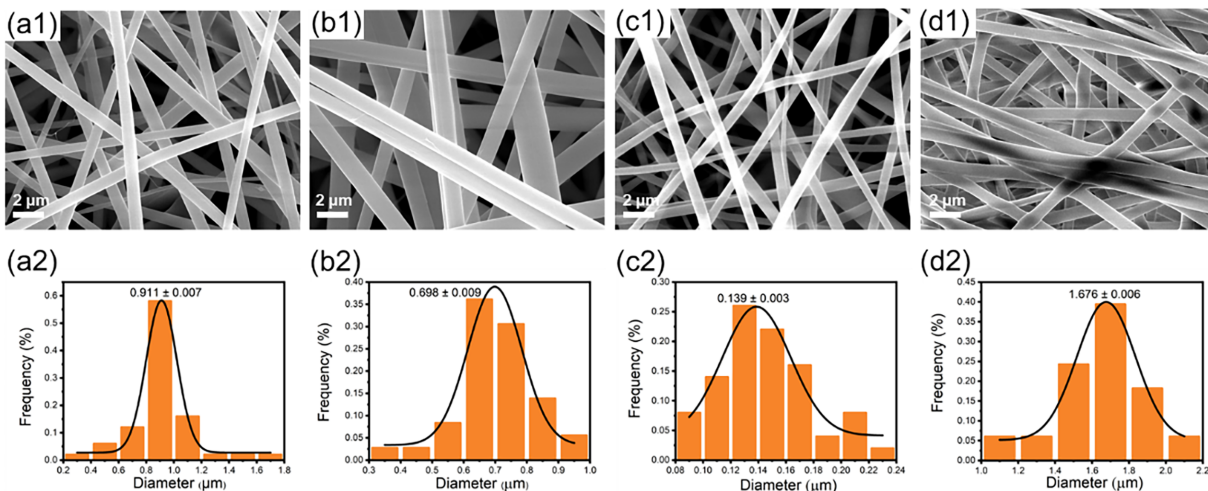 (a1) (b1) (c1) (d1)
2 μm 2 μm 2 μm 2 μm
(a2) (b2) (c2) (d2)
0.911 ± 0.007
Frequency (%)
0.6
0.5
0.4
0.3
0.2
0.1
0.0
0.2 0.4 0.6 0.8 1.0 1.2 1.4 1.6 1.8
Diameter (μm)
0.698 ± 0.009
Frequency (%)
0.40
0.35
0.30
0.25
0.20
0.15
0.10
0.05
0.00
0.3 0.4 0.5 0.6 0.7 0.8 0.9 1.0
Diameter (μm)
0.139 ± 0.003
Frequency (%)
0.30
0.25
0.20
0.15
0.10
0.05
0.00
0.08 0.10 0.12 0.14 0.16 0.18 0.20 0.22 0.24
Diameter (μm)
1.676 ± 0.006
Frequency (%)
0.45
0.40
0.35
0.30
0.25
0.20
0.15
0.10
0.05
0.00
1.0 1.2 1.4 1.6 1.8 2.0 2.2
Diameter (μm)